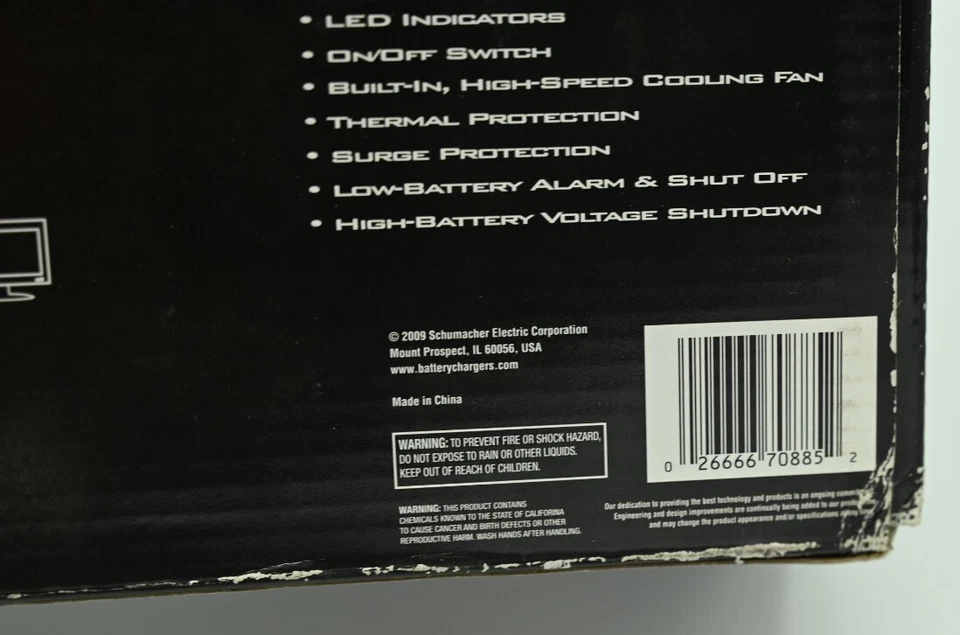 • LED Indicators
• On/Off Switch
• Built-In, High-Speed Cooling Fan
• Thermal Protection
• Surge Protection
• Low-Battery Alarm & Shut Off
• High-Battery Voltage Shutdown
© 2009 Schumacher Electric Corporation
Mount Prospect, IL 60056, USA
www.batterychargers.com
Made in China
WARNING: TO PREVENT FIRE OR SHOCK HAZARD,
DO NOT EXPOSE TO RAIN OR OTHER LIQUIDS.
KEEP OUT OF REACH OF CHILDREN.
WARNING: THIS PRODUCT CONTAINS
CHEMICALS KNOWN TO THE STATE OF CALIFORINA
TO CAUSE CANCER AND BIRTH DEFECTS OR OTHER
REPRODUCTIVE HARM. WASH HANDS AFTER HANDLING.
0 26666 70885 2
Our dedication to providing the best technology and products is an ongoing
Engineering and design improvements are continually being added to our
and may change the product appearance and/or specifications